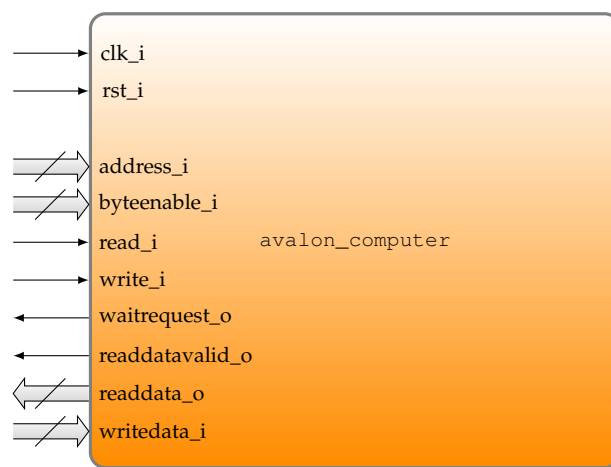 clk_i
rst_i
address_i
byteenable_i
read_i
avalon_computer
write_i
waitrequest_o
readdatavalid_o
readdata_o
writedata_i